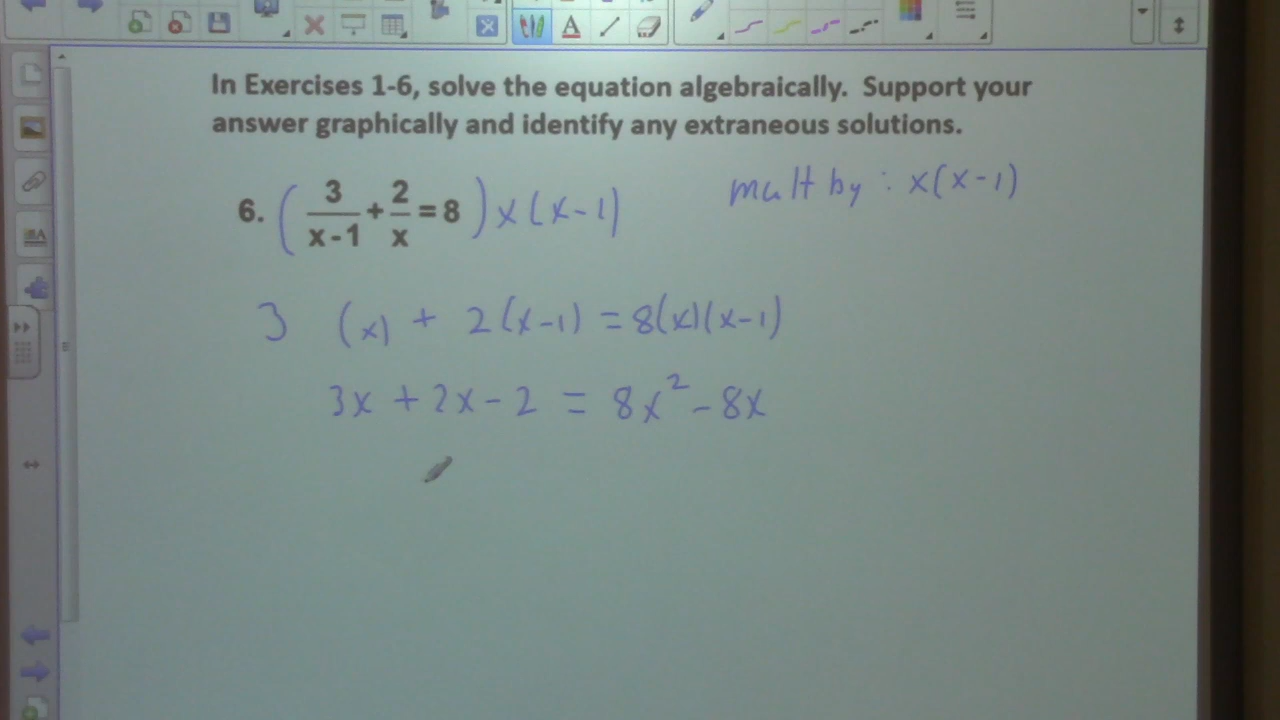 In Exercises 1-6, solve the equation algebraically. Support your
answer graphically and identify any extraneous solutions.
6. (3/(x-1) + 2/x = 8) x(x-1)
mult by: x(x-1)
3 (x) + 2(x-1) = 8(x)(x-1)
3x + 2x - 2 = 8x² - 8x